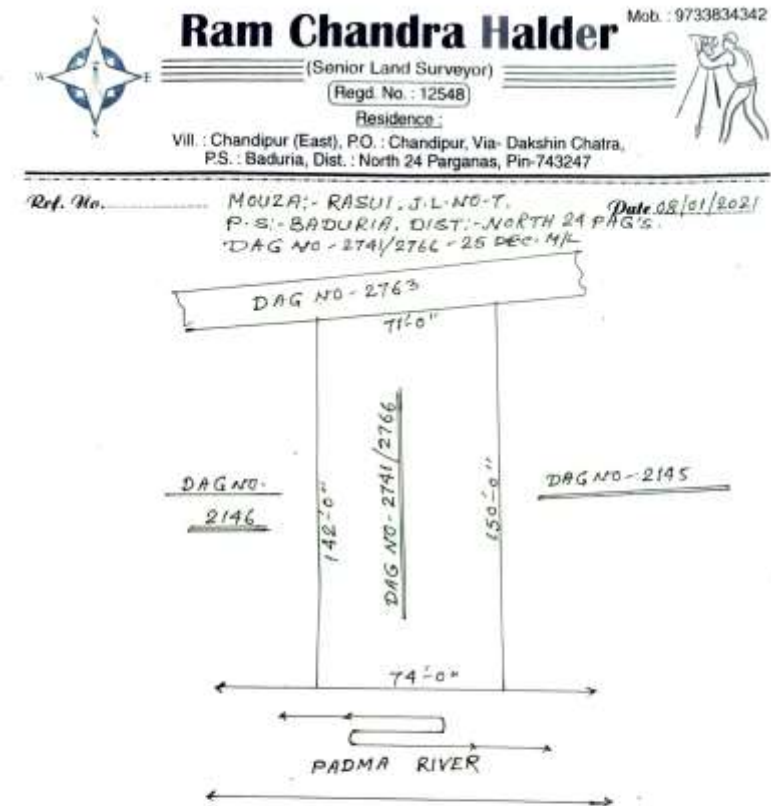 Mob. : 9733834342
Ram Chandra Halder
(Senior Land Surveyor)
Regd. No. : 12548
Residence :
Vill. : Chandipur (East), P.O. : Chandipur, Via- Dakshin Chatra,
P.S. : Baduria, Dist. : North 24 Parganas, Pin-743247
N
W
E
S
Ref. No.
Date 08/01/2021
MOUZA:- RASUI. J.L.NO-7.
P.S:- BADURIA. DIST:-NORTH 24 PAG'S.
DAG NO - 2741/2766 - 25 DEC. M/L
DAG NO - 2763
71'-0"
DAG NO.
2146
142'-0"
DAG NO - 2741/2766
150'-0"
DAG NO - 2145
74'-0"
PADMA RIVER